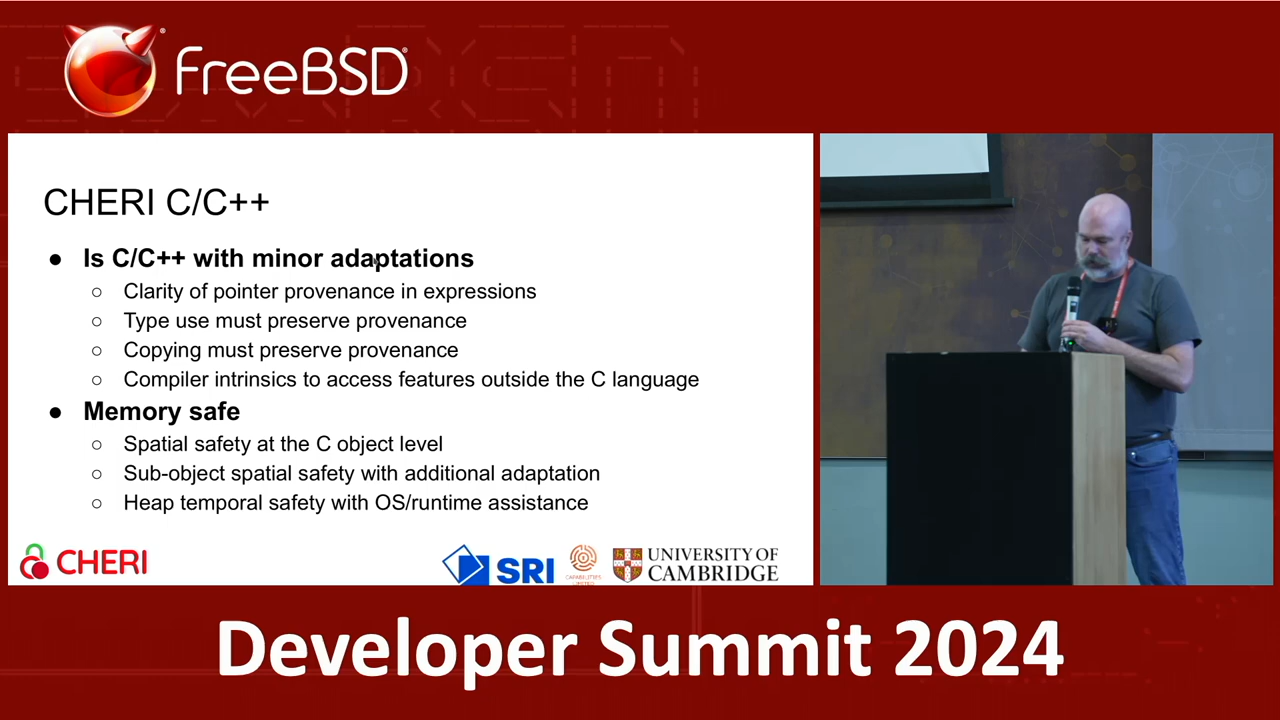 FreeBSD®
CHERI C/C++
● Is C/C++ with minor adaptations
○ Clarity of pointer provenance in expressions
○ Type use must preserve provenance
○ Copying must preserve provenance
○ Compiler intrinsics to access features outside the C language
● Memory safe
○ Spatial safety at the C object level
○ Sub-object spatial safety with additional adaptation
○ Heap temporal safety with OS/runtime assistance
CHERI
SRI
CAPABILITIES
LIMITED
UNIVERSITY OF
CAMBRIDGE
Developer Summit 2024